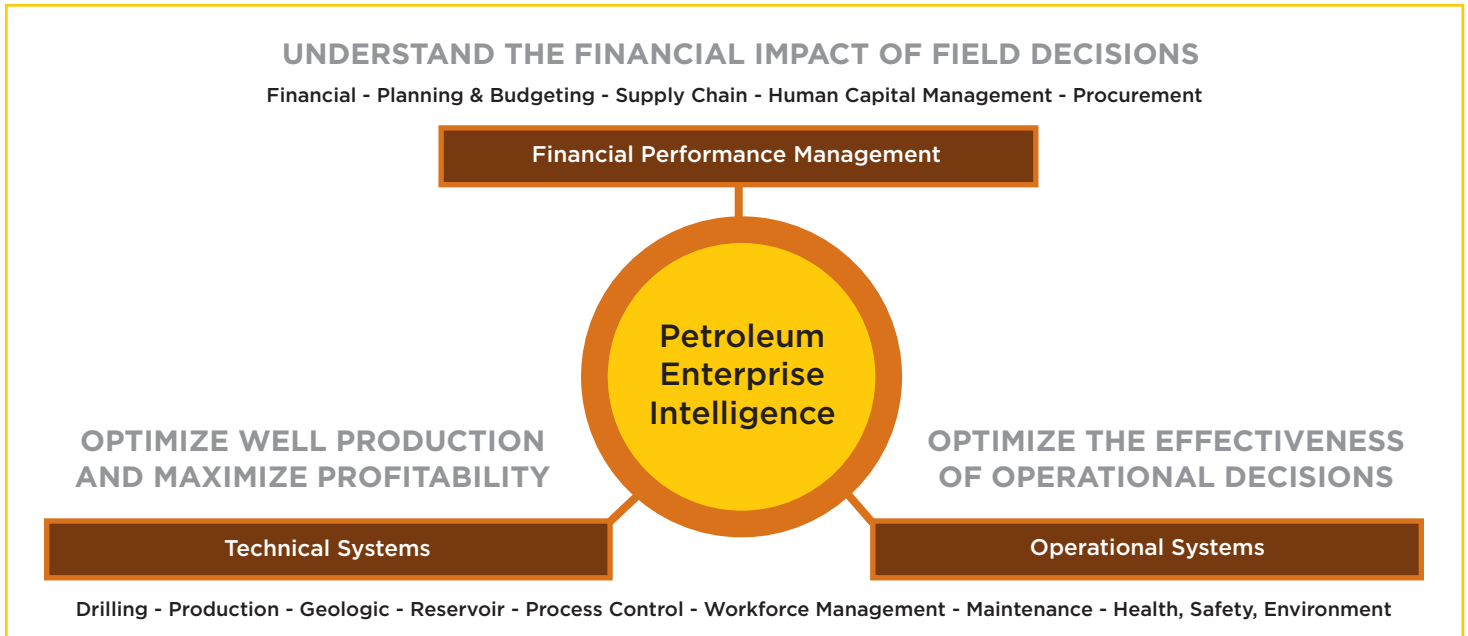 UNDERSTAND THE FINANCIAL IMPACT OF FIELD DECISIONS
Financial - Planning & Budgeting - Supply Chain - Human Capital Management - Procurement
Financial Performance Management
Petroleum
Enterprise
Intelligence
OPTIMIZE WELL PRODUCTION
AND MAXIMIZE PROFITABILITY
OPTIMIZE THE EFFECTIVENESS
OF OPERATIONAL DECISIONS
Technical Systems
Operational Systems
Drilling - Production - Geologic - Reservoir - Process Control - Workforce Management - Maintenance - Health, Safety, Environment